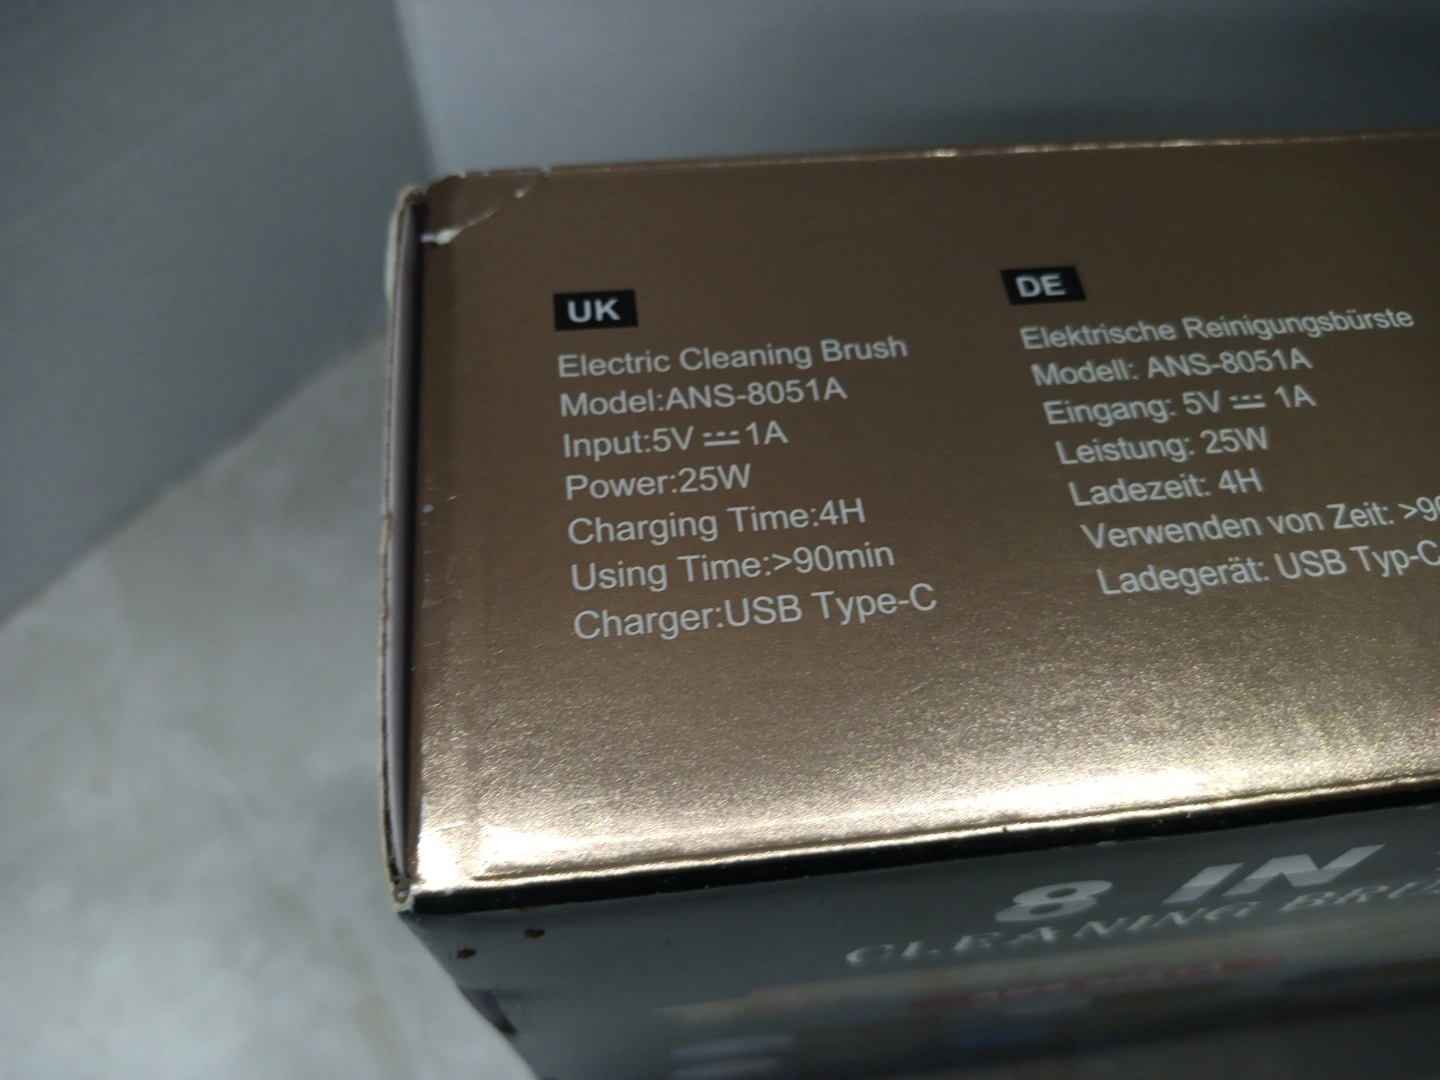 UK
Electric Cleaning Brush
Model:ANS-8051A
Input:5V ⎓ 1A
Power:25W
Charging Time:4H
Using Time:>90min
Charger:USB Type-C
DE
Elektrische Reinigungsbürste
Modell: ANS-8051A
Eingang: 5V ⎓ 1A
Leistung: 25W
Ladezeit: 4H
Verwenden von Zeit: >9
Ladegerät: USB Typ-C
8 IN
CLEANING